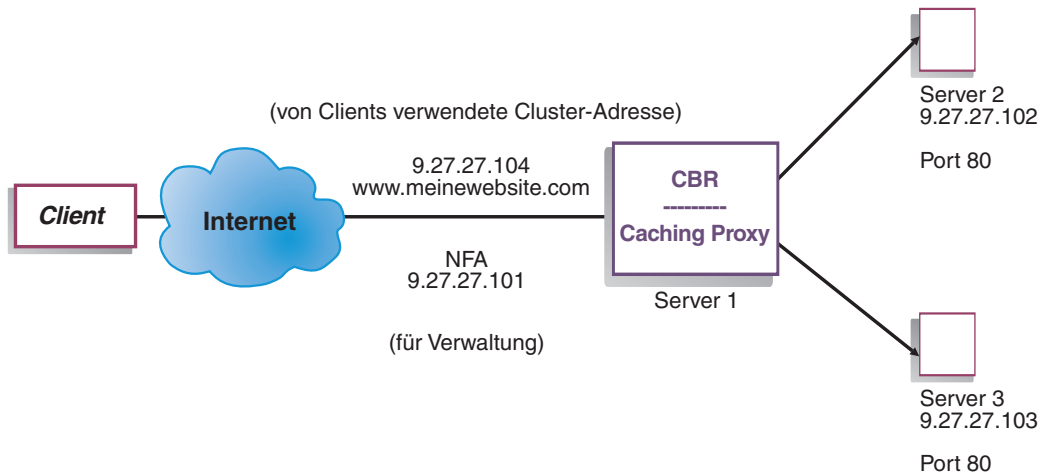 (von Clients verwendete Cluster-Adresse)
9.27.27.104
www.meinewebsite.com
Client
Internet
NFA
9.27.27.101
(für Verwaltung)
CBR
---------
Caching Proxy
Server 1
Server 2
9.27.27.102
Port 80
Server 3
9.27.27.103
Port 80